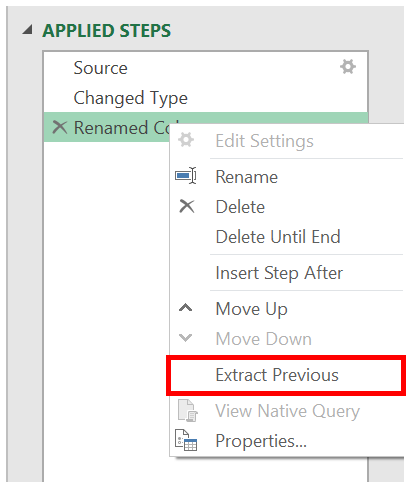 APPLIED STEPS
Source
Changed Type
Renamed Co
Edit Settings
Rename
Delete
Delete Until End
Insert Step After
Move Up
Move Down
Extract Previous
View Native Query
Properties...